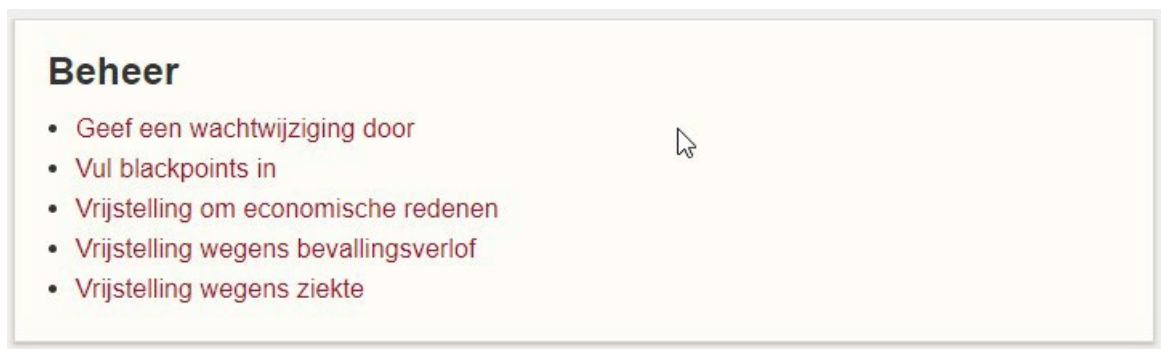 Beheer
Geef een wachtwijziging door
Vul blackpoints in
Vrijstelling om economische redenen
Vrijstelling wegens bevallingsverlof
Vrijstelling wegens ziekte